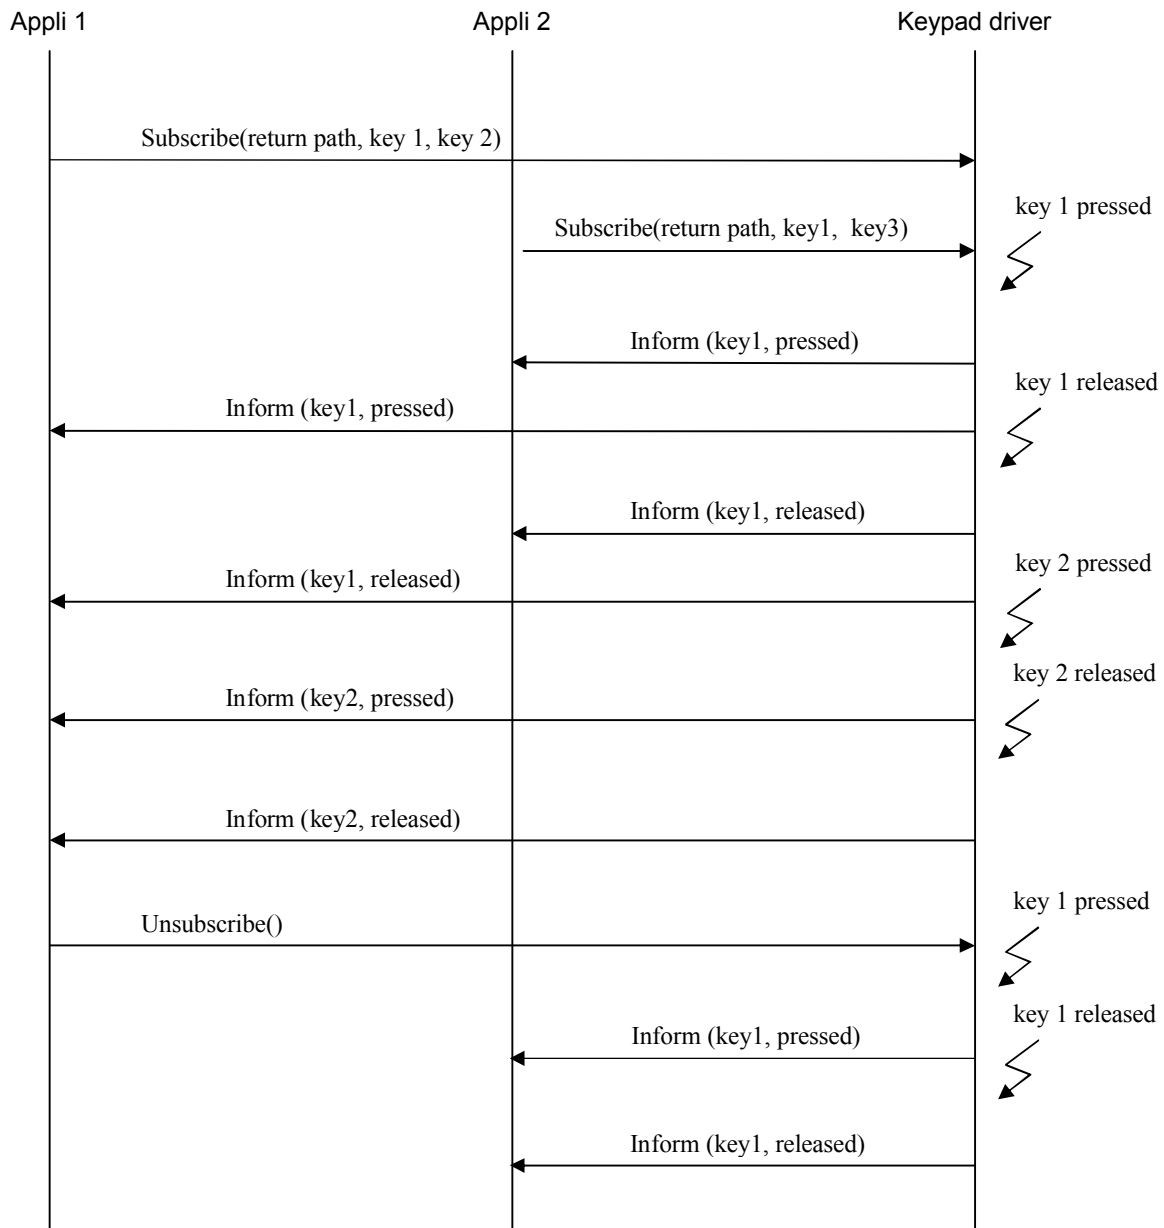 Appli 1
Appli 2
Keypad driver
Subscribe(return path, key 1, key 2)
key 1 pressed
Subscribe(return path, key1,  key3)
Inform (key1, pressed)
key 1 released
Inform (key1, pressed)
Inform (key1, released)
key 2 pressed
Inform (key1, released)
key 2 released
Inform (key2, pressed)
Inform (key2, released)
key 1 pressed
Unsubscribe()
key 1 released
Inform (key1, pressed)
Inform (key1, released)